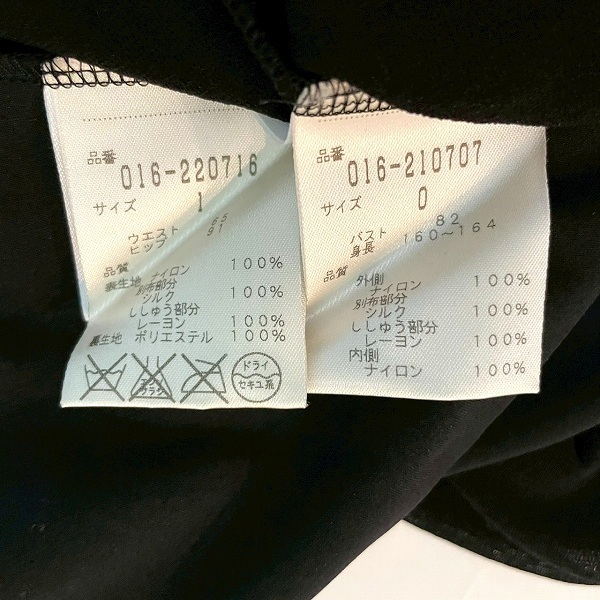 品番
016-220716
サイズ 1
ウエスト 65
ヒップ 91
品質
表生地 ナイロン 100%
別布部分
シルク 100%
ししゅう部分
レーヨン 100%
裏生地 ポリエステル 100%
ドライ
セキユ系
品番
016-210707
サイズ 0
バスト 82
身長 160〜164
品質
外側
ナイロン 100%
別布部分
シルク 100%
ししゅう部分
レーヨン 100%
内側
ナイロン 100%